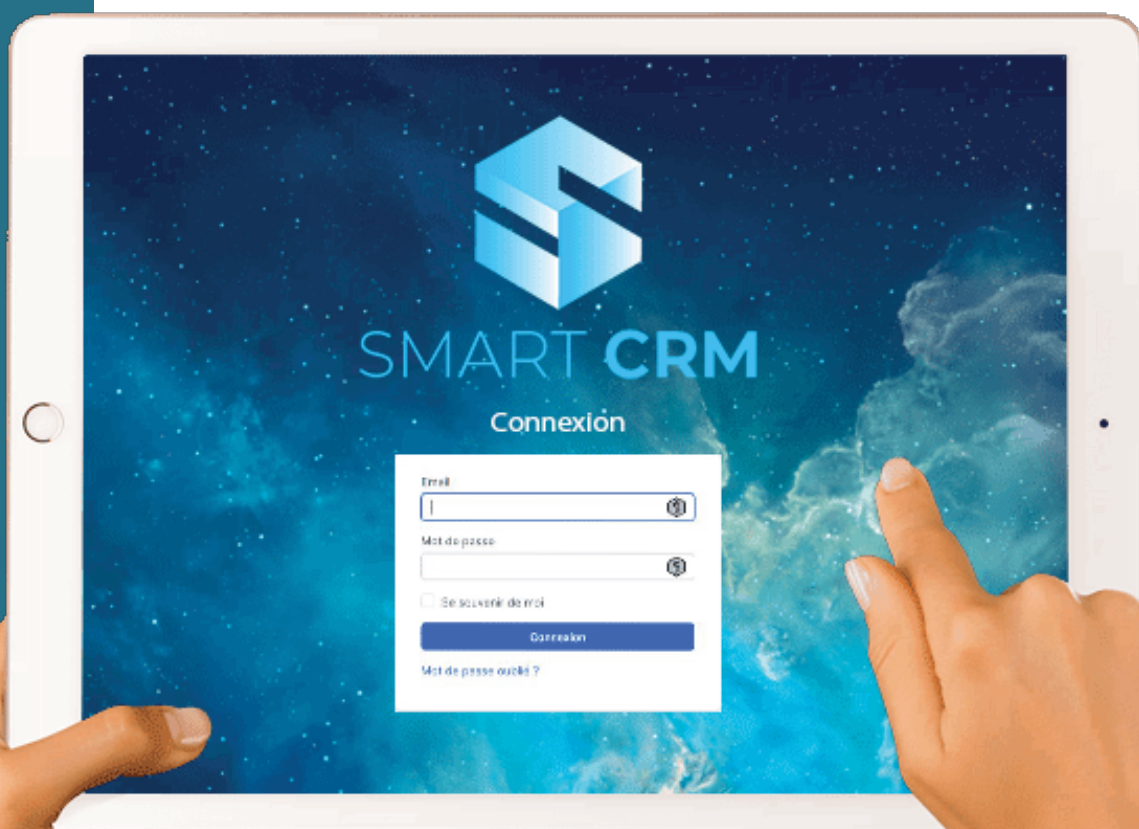 SMART CRM
Connexion
Email
Mot de passe
Se souvenir de moi
Connexion
Mot de passe oublié ?